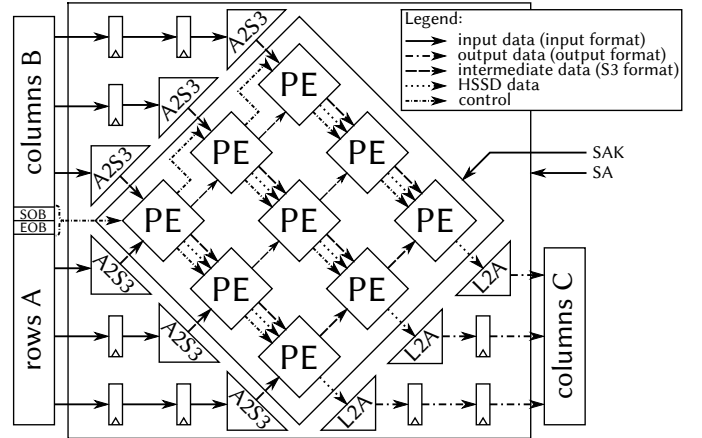 Legend:
input data (input format)
output data (output format)
intermediate data (S3 format)
HSSD data
control
columns B
A2S3
A2S3
A2S3
PE
PE
PE
PE
PE
PE
PE
PE
PE
SAK
SA
SOB
EOB
rows A
A2S3
A2S3
A2S3
L2A
L2A
L2A
columns C